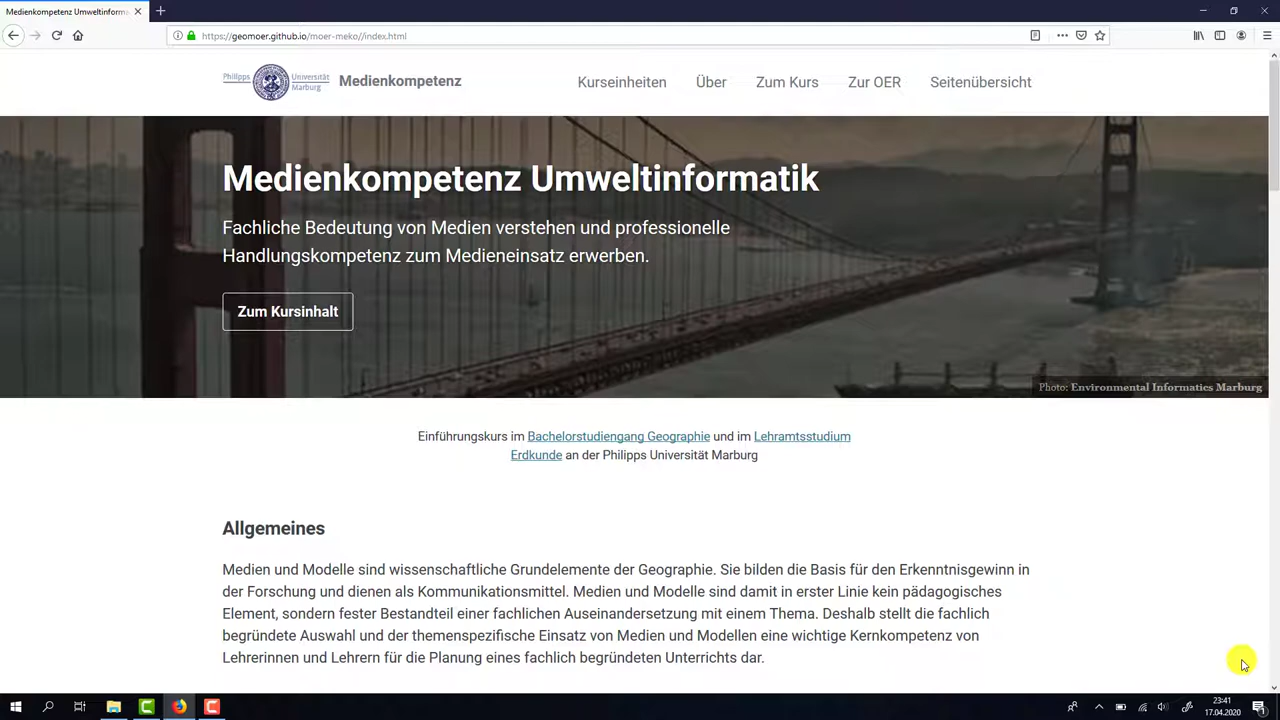 Medienkompetenz Umweltinforma
https://geomoer.github.io/moer-meko//index.html
Philipps Universität Marburg
Medienkompetenz
Kurseinheiten Über Zum Kurs Zur OER Seitenübersicht
Medienkompetenz Umweltinformatik
Fachliche Bedeutung von Medien verstehen und professionelle
Handlungskompetenz zum Medieneinsatz erwerben.
Zum Kursinhalt
Photo: Environmental Informatics Marburg
Einführungskurs im Bachelorstudiengang Geographie und im Lehramtsstudium
Erdkunde an der Philipps Universität Marburg
Allgemeines
Medien und Modelle sind wissenschaftliche Grundelemente der Geographie. Sie bilden die Basis für den Erkenntnisgewinn in
der Forschung und dienen als Kommunikationsmittel. Medien und Modelle sind damit in erster Linie kein pädagogisches
Element, sondern fester Bestandteil einer fachlichen Auseinandersetzung mit einem Thema. Deshalb stellt die fachlich
begründete Auswahl und der themenspezifische Einsatz von Medien und Modellen eine wichtige Kernkompetenz von
Lehrerinnen und Lehrern für die Planung eines fachlich begründeten Unterrichts dar.
23:41
17.04.2020